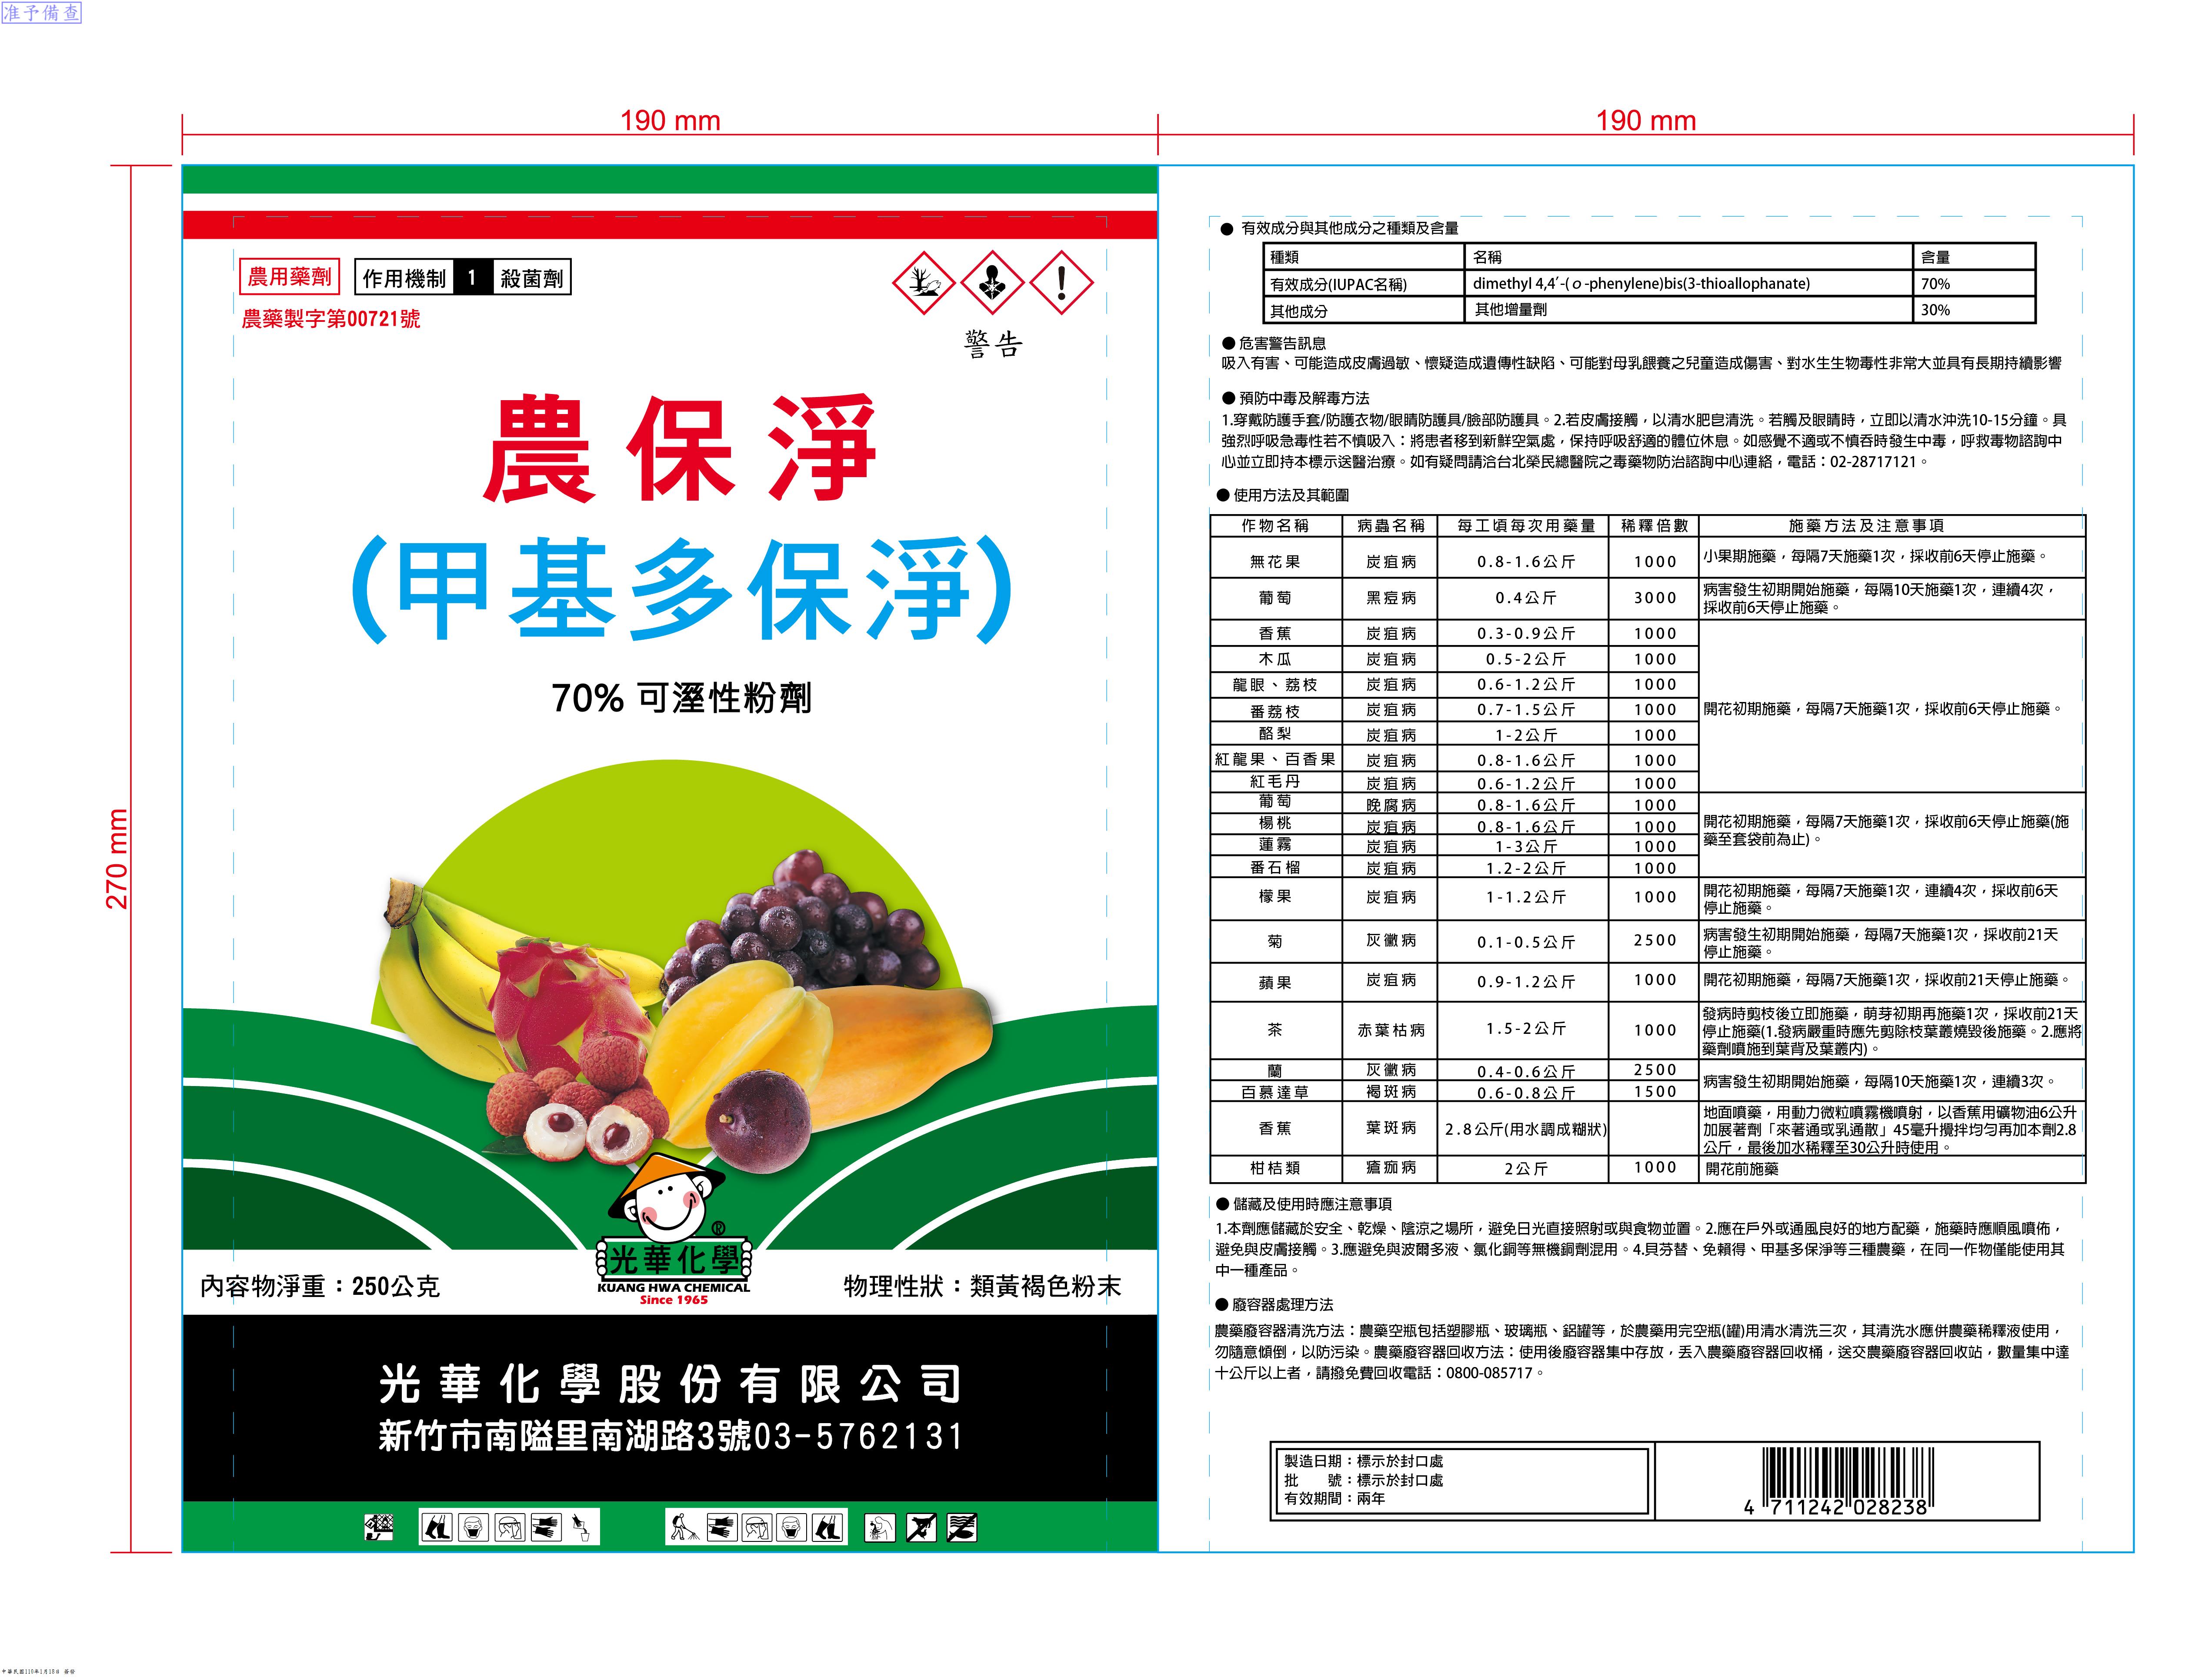 准予備查
190 mm
190 mm
270 mm
農用藥劑
作用機制 1 殺菌劑
農藥製字第00721號
警告
農保淨
(甲基多保淨)
70% 可溼性粉劑
光華化學
®
KUANG HWA CHEMICAL
Since 1965
內容物淨重：250公克
物理性狀：類黃褐色粉末
光華化學股份有限公司
新竹市南隘里南湖路3號03-5762131
● 有效成分與其他成分之種類及含量
種類 名稱 含量
有效成分(IUPAC名稱) dimethyl 4,4′-(o-phenylene)bis(3-thioallophanate) 70%
其他成分 其他增量劑 30%
● 危害警告訊息
吸入有害、可能造成皮膚過敏、懷疑造成遺傳性缺陷、可能對母乳餵養之兒童造成傷害、對水生生物毒性非常大並具有長期持續影響
● 預防中毒及解毒方法
1.穿戴防護手套/防護衣物/眼睛防護具/臉部防護具。2.若皮膚接觸，以清水肥皂清洗。若觸及眼睛時，立即以清水沖洗10-15分鐘。具
強烈呼吸急毒性若不慎吸入：將患者移到新鮮空氣處，保持呼吸舒適的體位休息。如感覺不適或不慎吞時發生中毒，呼救毒物諮詢中
心並立即持本標示送醫治療。如有疑問請洽台北榮民總醫院之毒藥物防治諮詢中心連絡，電話：02-28717121。
● 使用方法及其範圍
作物名稱 病蟲名稱 每工頃每次用藥量 稀釋倍數 施藥方法及注意事項
無花果 炭疽病 0.8-1.6公斤 1000 小果期施藥，每隔7天施藥1次，採收前6天停止施藥。
葡萄 黑痘病 0.4公斤 3000 病害發生初期開始施藥，每隔10天施藥1次，連續4次，
採收前6天停止施藥。
香蕉 炭疽病 0.3-0.9公斤 1000
木瓜 炭疽病 0.5-2公斤 1000
龍眼、荔枝 炭疽病 0.6-1.2公斤 1000
番荔枝 炭疽病 0.7-1.5公斤 1000 開花初期施藥，每隔7天施藥1次，採收前6天停止施藥。
酪梨 炭疽病 1-2公斤 1000
紅龍果、百香果 炭疽病 0.8-1.6公斤 1000
紅毛丹 炭疽病 0.6-1.2公斤 1000
葡萄 晚腐病 0.8-1.6公斤 1000
楊桃 炭疽病 0.8-1.6公斤 1000 開花初期施藥，每隔7天施藥1次，採收前6天停止施藥(施
藥至套袋前為止)。
蓮霧 炭疽病 1-3公斤 1000
番石榴 炭疽病 1.2-2公斤 1000
檬果 炭疽病 1-1.2公斤 1000 開花初期施藥，每隔7天施藥1次，連續4次，採收前6天
停止施藥。
菊 灰黴病 0.1-0.5公斤 2500 病害發生初期開始施藥，每隔7天施藥1次，採收前21天
停止施藥。
蘋果 炭疽病 0.9-1.2公斤 1000 開花初期施藥，每隔7天施藥1次，採收前21天停止施藥。
茶 赤葉枯病 1.5-2公斤 1000 發病時剪枝後立即施藥，萌芽初期再施藥1次，採收前21天
停止施藥(1.發病嚴重時應先剪除枝葉叢燒毀後施藥。2.應將
藥劑噴施到葉背及葉叢內)。
蘭 灰黴病 0.4-0.6公斤 2500 病害發生初期開始施藥，每隔10天施藥1次，連續3次。
百慕達草 褐斑病 0.6-0.8公斤 1500
香蕉 葉斑病 2.8公斤(用水調成糊狀) 地面噴藥，用動力微粒噴霧機噴射，以香蕉用礦物油6公升
加展著劑「來著通或乳通散」45毫升攪拌均勻再加本劑2.8
公斤，最後加水稀釋至30公升時使用。
柑桔類 瘡痂病 2公斤 1000 開花前施藥
● 儲藏及使用時應注意事項
1.本劑應儲藏於安全、乾燥、陰涼之場所，避免日光直接照射或與食物並置。2.應在戶外或通風良好的地方配藥，施藥時應順風噴佈，
避免與皮膚接觸。3.應避免與波爾多液、氯化銅等無機銅劑混用。4.貝芬替、免賴得、甲基多保淨等三種農藥，在同一作物僅能使用其
中一種產品。
● 廢容器處理方法
農藥廢容器清洗方法：農藥空瓶包括塑膠瓶、玻璃瓶、鋁罐等，於農藥用完空瓶(罐)用清水清洗三次，其清洗水應併農藥稀釋液使用，
勿隨意傾倒，以防污染。農藥廢容器回收方法：使用後廢容器集中存放，丟入農藥廢容器回收桶，送交農藥廢容器回收站，數量集中達
十公斤以上者，請撥免費回收電話：0800-085717。
製造日期：標示於封口處
批 號：標示於封口處
有效期間：兩年
4 711242 028238
中華民國110年1月18日 簽發